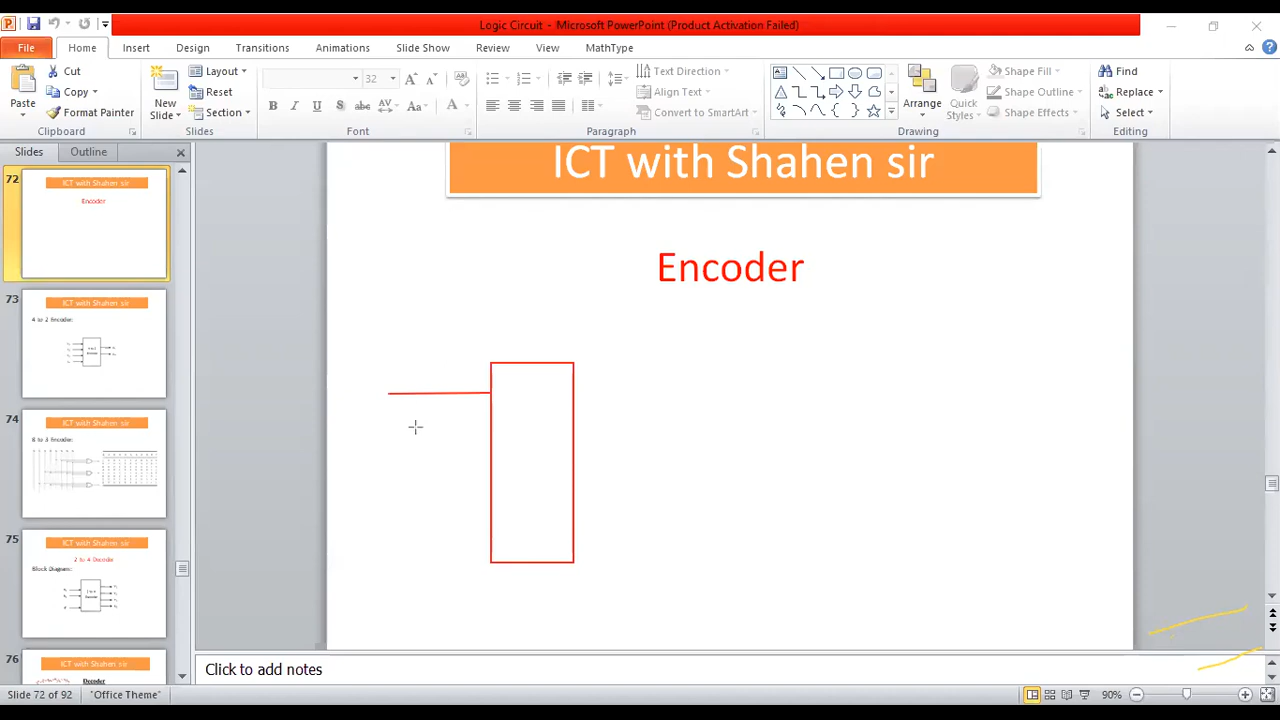 Logic Circuit - Microsoft PowerPoint (Product Activation Failed)
File Home Insert Design Transitions Animations Slide Show Review View MathType
Paste Cut Copy Format Painter
Clipboard
New Slide Layout Reset Section
Slides
32
B I U S abc AV Aa A
Font
Text Direction
Align Text
Convert to SmartArt
Paragraph
Arrange
Quick Styles
Shape Fill
Shape Outline
Shape Effects
Drawing
Find
Replace
Select
Editing
Slides Outline
72
ICT with Shahen sir
Encoder
73
ICT with Shahen sir
4 to 2 Encoder:
74
ICT with Shahen sir
8 to 3 Encoder:
75
ICT with Shahen sir
2 to 4 Decoder
Block Diagram:
76
ICT with Shahen sir
Decoder
ICT with Shahen sir
Encoder
Click to add notes
Slide 72 of 92 "Office Theme" 90%